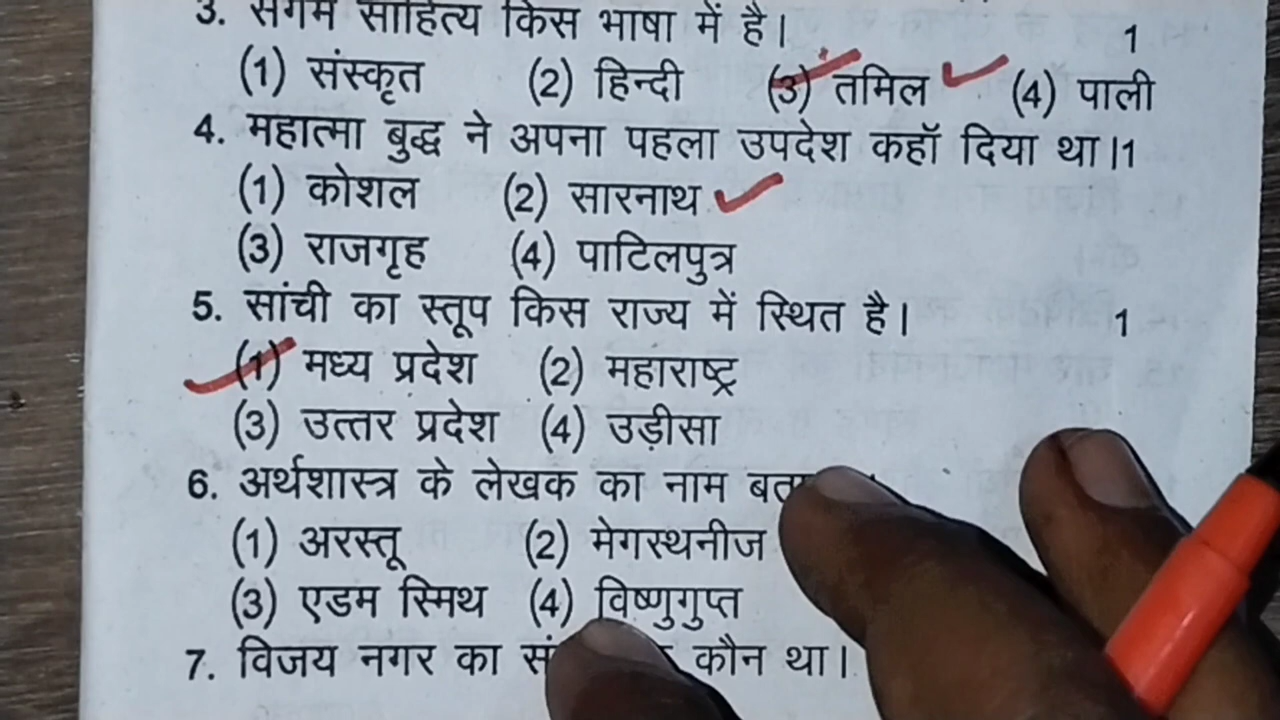 3. संगम साहित्य किस भाषा में है। 1
(1) संस्कृत (2) हिन्दी (3) तमिल (4) पाली
4. महात्मा बुद्ध ने अपना पहला उपदेश कहॉ दिया था।1
(1) कोशल (2) सारनाथ
(3) राजगृह (4) पाटिलपुत्र
5. सांची का स्तूप किस राज्य में स्थित है। 1
(1) मध्य प्रदेश (2) महाराष्ट्र
(3) उत्तर प्रदेश (4) उड़ीसा
6. अर्थशास्त्र के लेखक का नाम
(1) अरस्तू (2) मेगस्थनीज
(3) एडम स्मिथ (4) विष्णुगुप्त
7. विजय नगर का कौन था।